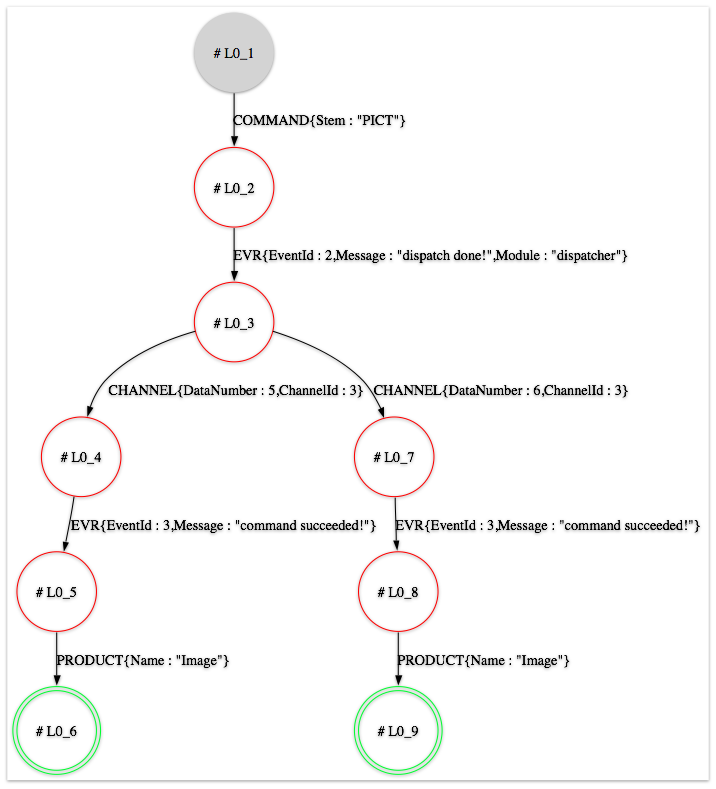 # L0_1
COMMAND{Stem : "PICT"}
# L0_2
EVR{EventId : 2,Message : "dispatch done!",Module : "dispatcher"}
# L0_3
CHANNEL{DataNumber : 5,ChannelId : 3}
CHANNEL{DataNumber : 6,ChannelId : 3}
# L0_4
# L0_7
EVR{EventId : 3,Message : "command succeeded!"}
EVR{EventId : 3,Message : "command succeeded!"}
# L0_5
# L0_8
PRODUCT{Name : "Image"}
PRODUCT{Name : "Image"}
# L0_6
# L0_9